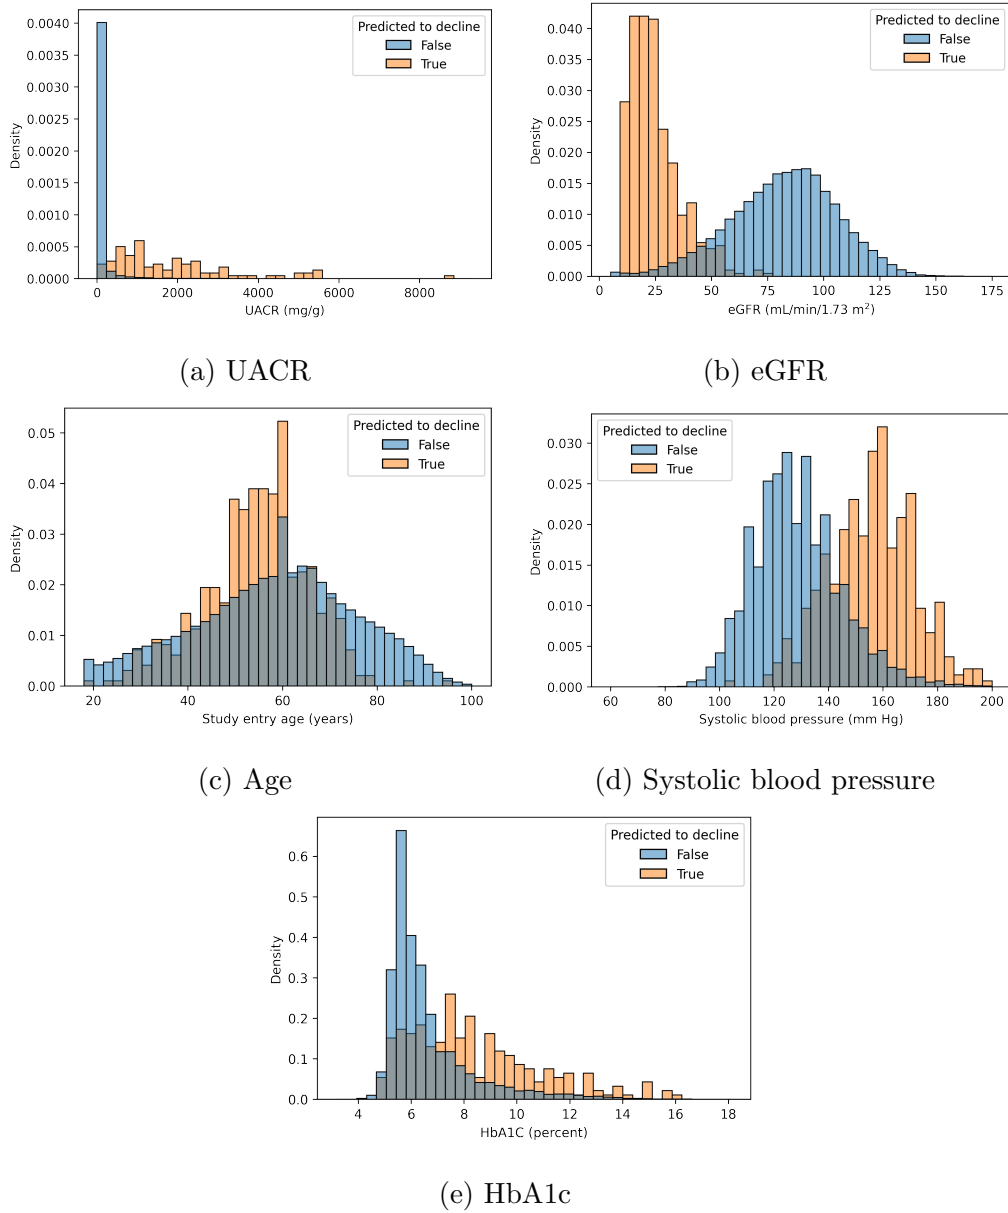 0.0040
0.0035
0.0030
0.0025
0.0020
0.0015
0.0010
0.0005
0.0000
Density
Predicted to decline
False
True
0 2000 4000 6000 8000
UACR (mg/g)
(a) UACR
0.040
0.035
0.030
0.025
0.020
0.015
0.010
0.005
0.000
Density
Predicted to decline
False
True
0 25 50 75 100 125 150 175
eGFR (mL/min/1.73 m²)
(b) eGFR
0.05
0.04
0.03
0.02
0.01
0.00
Density
Predicted to decline
False
True
20 40 60 80 100
Study entry age (years)
(c) Age
0.030
0.025
0.020
0.015
0.010
0.005
0.000
Density
Predicted to decline
False
True
60 80 100 120 140 160 180 200
Systolic blood pressure (mm Hg)
(d) Systolic blood pressure
0.6
0.5
0.4
0.3
0.2
0.1
0.0
Density
Predicted to decline
False
True
4 6 8 10 12 14 16 18
HbA1C (percent)
(e) HbA1c